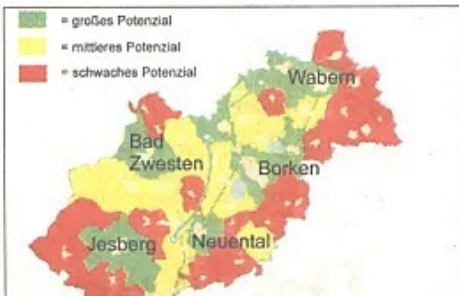 = großes Potenzial
= mittleres Potenzial
= schwaches Potenzial
Wabern
Bad
Zwesten
Borken
Jesberg
Neuental